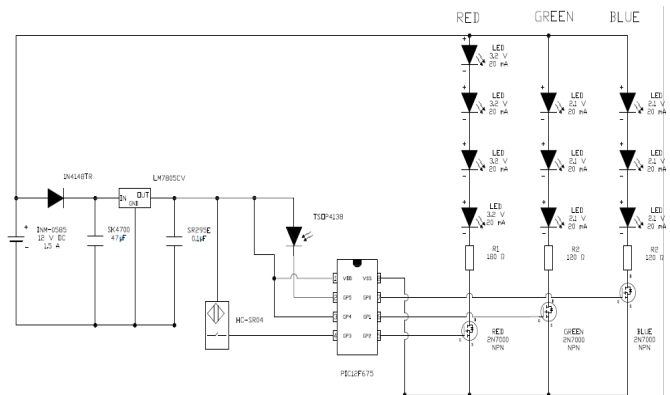 RED GREEN BLUE
LED
3.2 V
20 mA
LED
3.2 V
20 mA
LED
2.1 V
20 mA
LED
2.1 V
20 mA
LED
3.2 V
20 mA
LED
2.1 V
20 mA
LED
2.1 V
20 mA
LED
3.2 V
20 mA
LED
2.1 V
20 mA
LED
2.1 V
20 mA
1N4148TR
LM7805CV
IN OUT
GND
INM-0585
12 V DC
1.5 A
SK4700
47µF
SR295E
0.1µF
TSOP4138
HC-SR04
VDD VSS
GP5 GP0
GP4 GP1
GP3 GP2
PIC12F675
R1
180 Ω
R2
120 Ω
R2
120 Ω
RED
2N7000
NPN
GREEN
2N7000
NPN
BLUE
2N7000
NPN